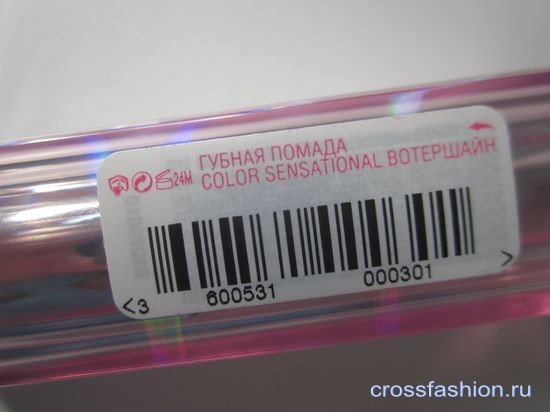 ГУБНАЯ ПОМАДА
24M COLOR SENSATIONAL ВОТЕРШАЙН
<3 600531 000301 >
crossfashion.ru